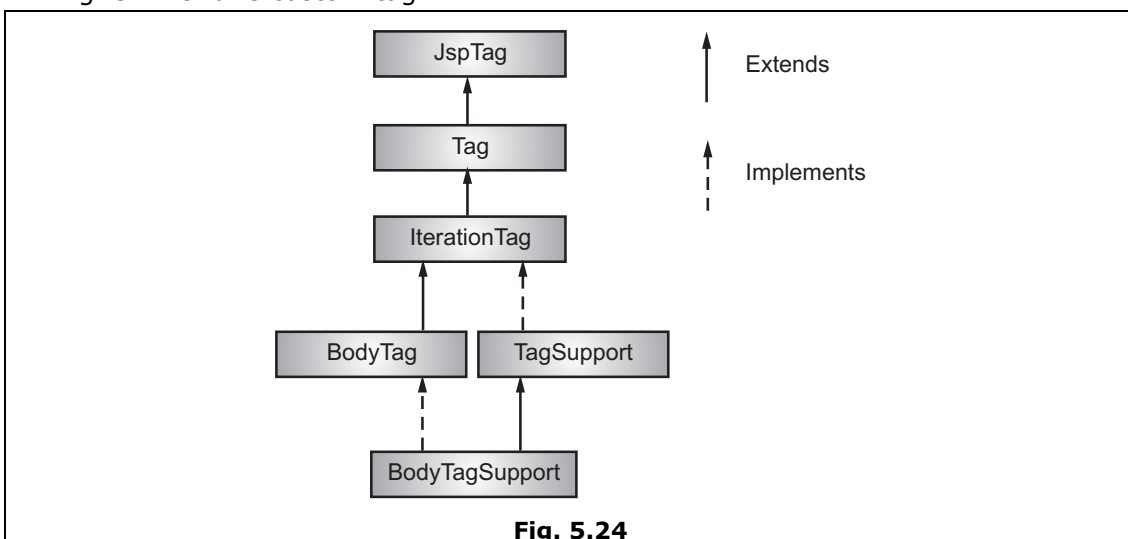 JspTag
Extends
Tag
Implements
IterationTag
BodyTag
TagSupport
BodyTagSupport
Fig. 5.24